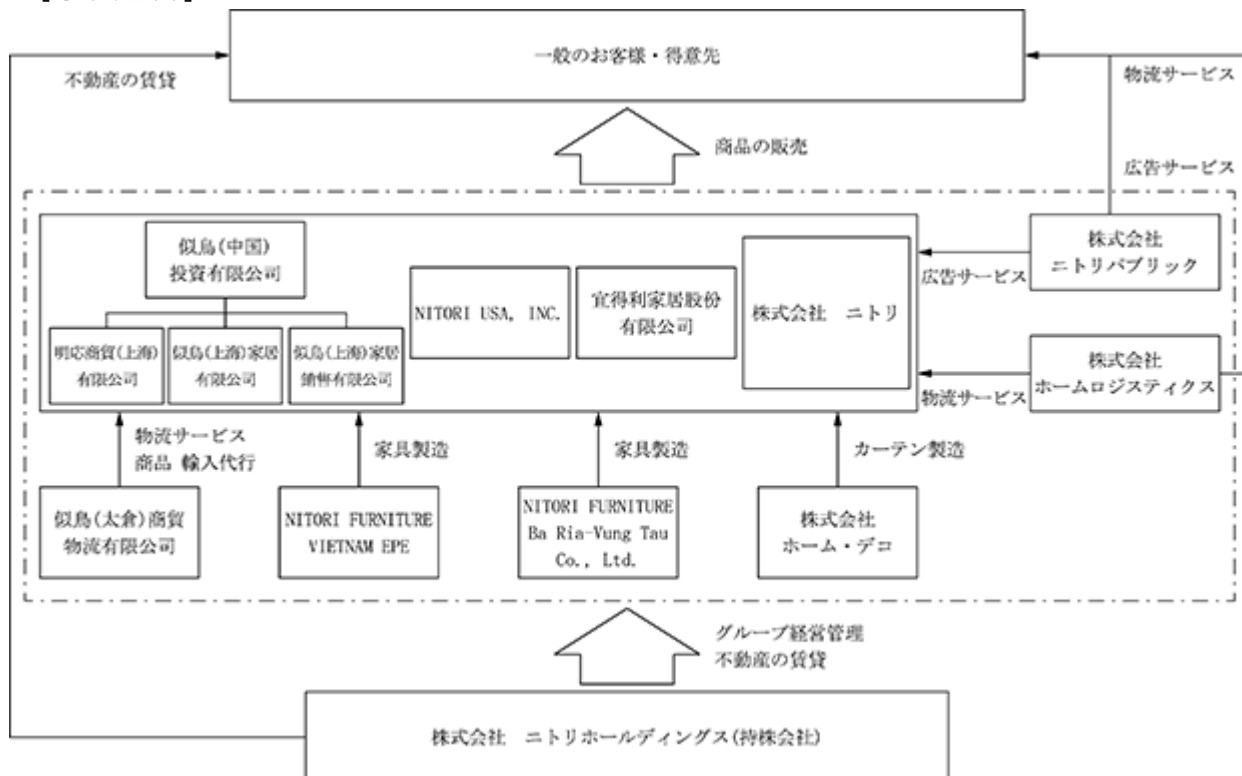 一般のお客様・得意先
不動産の賃貸
物流サービス
商品の販売
広告サービス
似鳥(中国)
投資有限公司
NITORI USA, INC.
宜得利家居股份
有限公司
株式会社 ニトリ
広告サービス
株式会社
ニトリパブリック
明応商貿(上海)
有限公司
似鳥(上海)家居
有限公司
似鳥(上海)家居
銷售有限公司
物流サービス
株式会社
ホームロジスティクス
物流サービス
商品 輸入代行
家具製造
家具製造
カーテン製造
似鳥(太倉)商貿
物流有限公司
NITORI FURNITURE
VIETNAM EPE
NITORI FURNITURE
Ba Ria-Vung Tau
Co., Ltd.
株式会社
ホーム・デコ
グループ経営管理
不動産の賃貸
株式会社 ニトリホールディングス(持株会社)